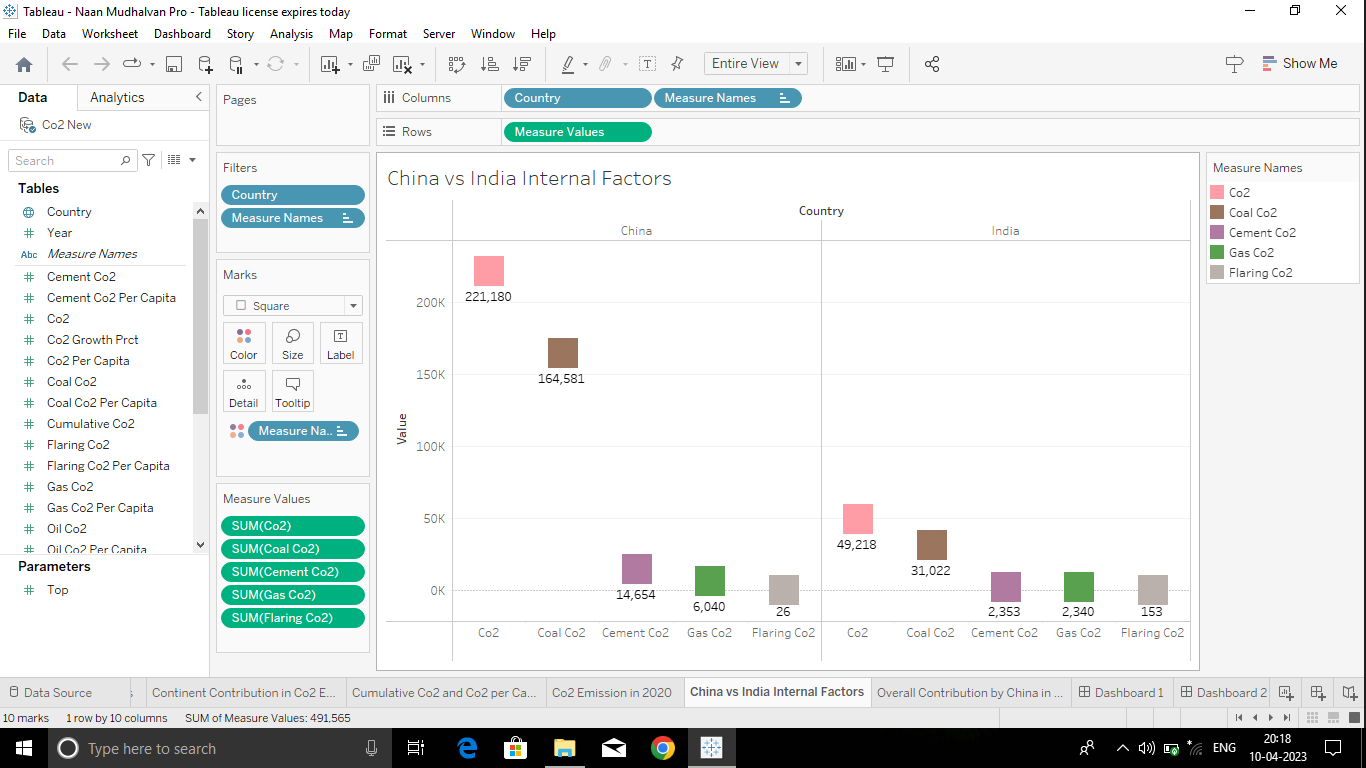 Tableau - Naan Mudhalvan Pro - Tableau license expires today
File Data Worksheet Dashboard Story Analysis Map Format Server Window Help
Entire View
Show Me
Data Analytics
Co2 New
Search
Tables
Country
Year
Abc Measure Names
Cement Co2
Cement Co2 Per Capita
Co2
Co2 Growth Prct
Co2 Per Capita
Coal Co2
Coal Co2 Per Capita
Cumulative Co2
Flaring Co2
Flaring Co2 Per Capita
Gas Co2
Gas Co2 Per Capita
Oil Co2
Oil Co2 Per Capita
Parameters
Top
Pages
Filters
Country
Measure Names
Marks
Square
Color Size Label
Detail Tooltip
Measure Na..
Measure Values
SUM(Co2)
SUM(Coal Co2)
SUM(Cement Co2)
SUM(Gas Co2)
SUM(Flaring Co2)
Columns Country Measure Names
Rows Measure Values
China vs India Internal Factors
Country
China India
Value
200K
150K
100K
50K
0K
221,180
164,581
14,654
6,040
26
49,218
31,022
2,353
2,340
153
Co2 Coal Co2 Cement Co2 Gas Co2 Flaring Co2 Co2 Coal Co2 Cement Co2 Gas Co2 Flaring Co2
Measure Names
Co2
Coal Co2
Cement Co2
Gas Co2
Flaring Co2
Data Source Continent Contribution in Co2 E... Cumulative Co2 and Co2 per Ca... Co2 Emission in 2020 China vs India Internal Factors Overall Contribution by China in ... Dashboard 1 Dashboard 2
10 marks 1 row by 10 columns SUM of Measure Values: 491,565
Type here to search
ENG
20:18
10-04-2023